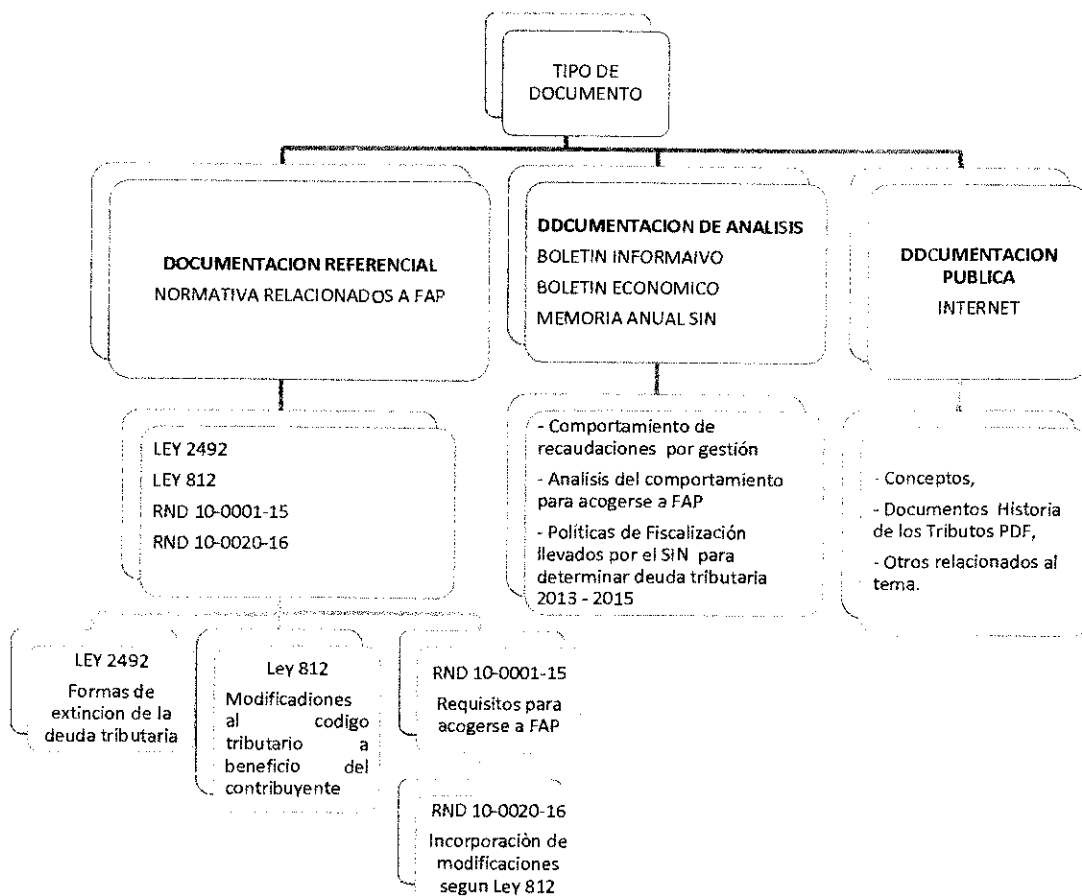 TIPO DE
DOCUMENTO
DOCUMENTACION REFERENCIAL
NORMATIVA RELACIONADOS A FAP
DDCUMENTACION DE ANALISIS
BOLETIN INFORMAIVO
BOLETIN ECONOMICO
MEMORIA ANUAL SIN
DDCUMENTACION
PUBLICA
INTERNET
LEY 2492
LEY 812
RND 10-0001-15
RND 10-0020-16
- Comportamiento de
recaudaciones por gestión
- Analisis del comportamiento
para acogerse a FAP
- Políticas de Fiscalización
llevados por el SIN para
determinar deuda tributaria
2013 - 2015
- Conceptos,
- Documentos Historia
de los Tributos PDF,
- Otros relacionados al
tema.
LEY 2492
Formas de
extincion de la
deuda tributaria
Ley 812
Modificadiones
al codigo
tributario a
beneficio del
contribuyente
RND 10-0001-15
Requisitos para
acogerse a FAP
RND 10-0020-16
Incorporaciòn de
modificaciones
segun Ley 812